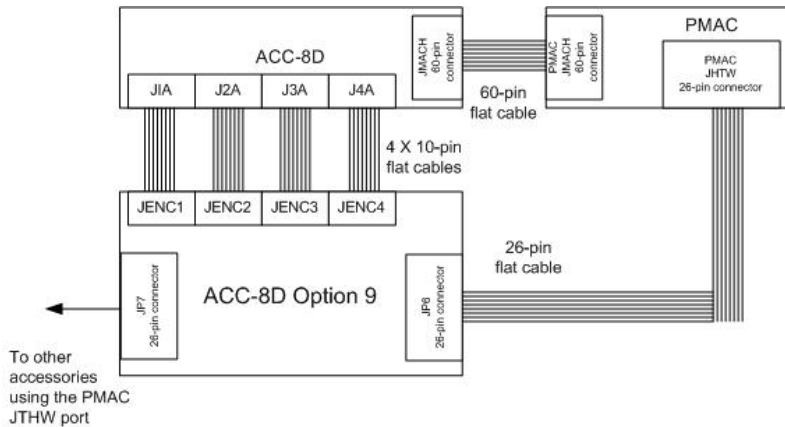 PMAC
ACC-8D
JMACH
60-pin
connector
PMAC
JMACH
60-pin
connector
PMAC
JHTW
26-pin connector
J1A
J2A
J3A
J4A
60-pin
flat cable
4 X 10-pin
flat cables
JENC1
JENC2
JENC3
JENC4
26-pin
flat cable
JP7
26-pin connector
ACC-8D Option 9
JP6
26-pin connector
To other
accessories
using the PMAC
JTHW port